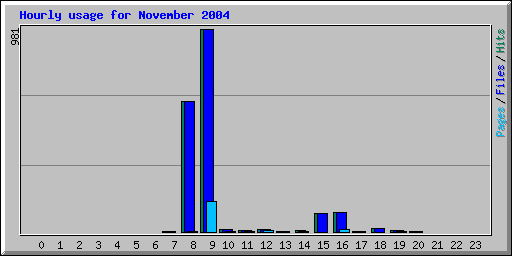 Hourly usage for November 2004
981
Pages/Files/Hits
0 1 2 3 4 5 6 7 8 9 10 11 12 13 14 15 16 17 18 19 20 21 22 23